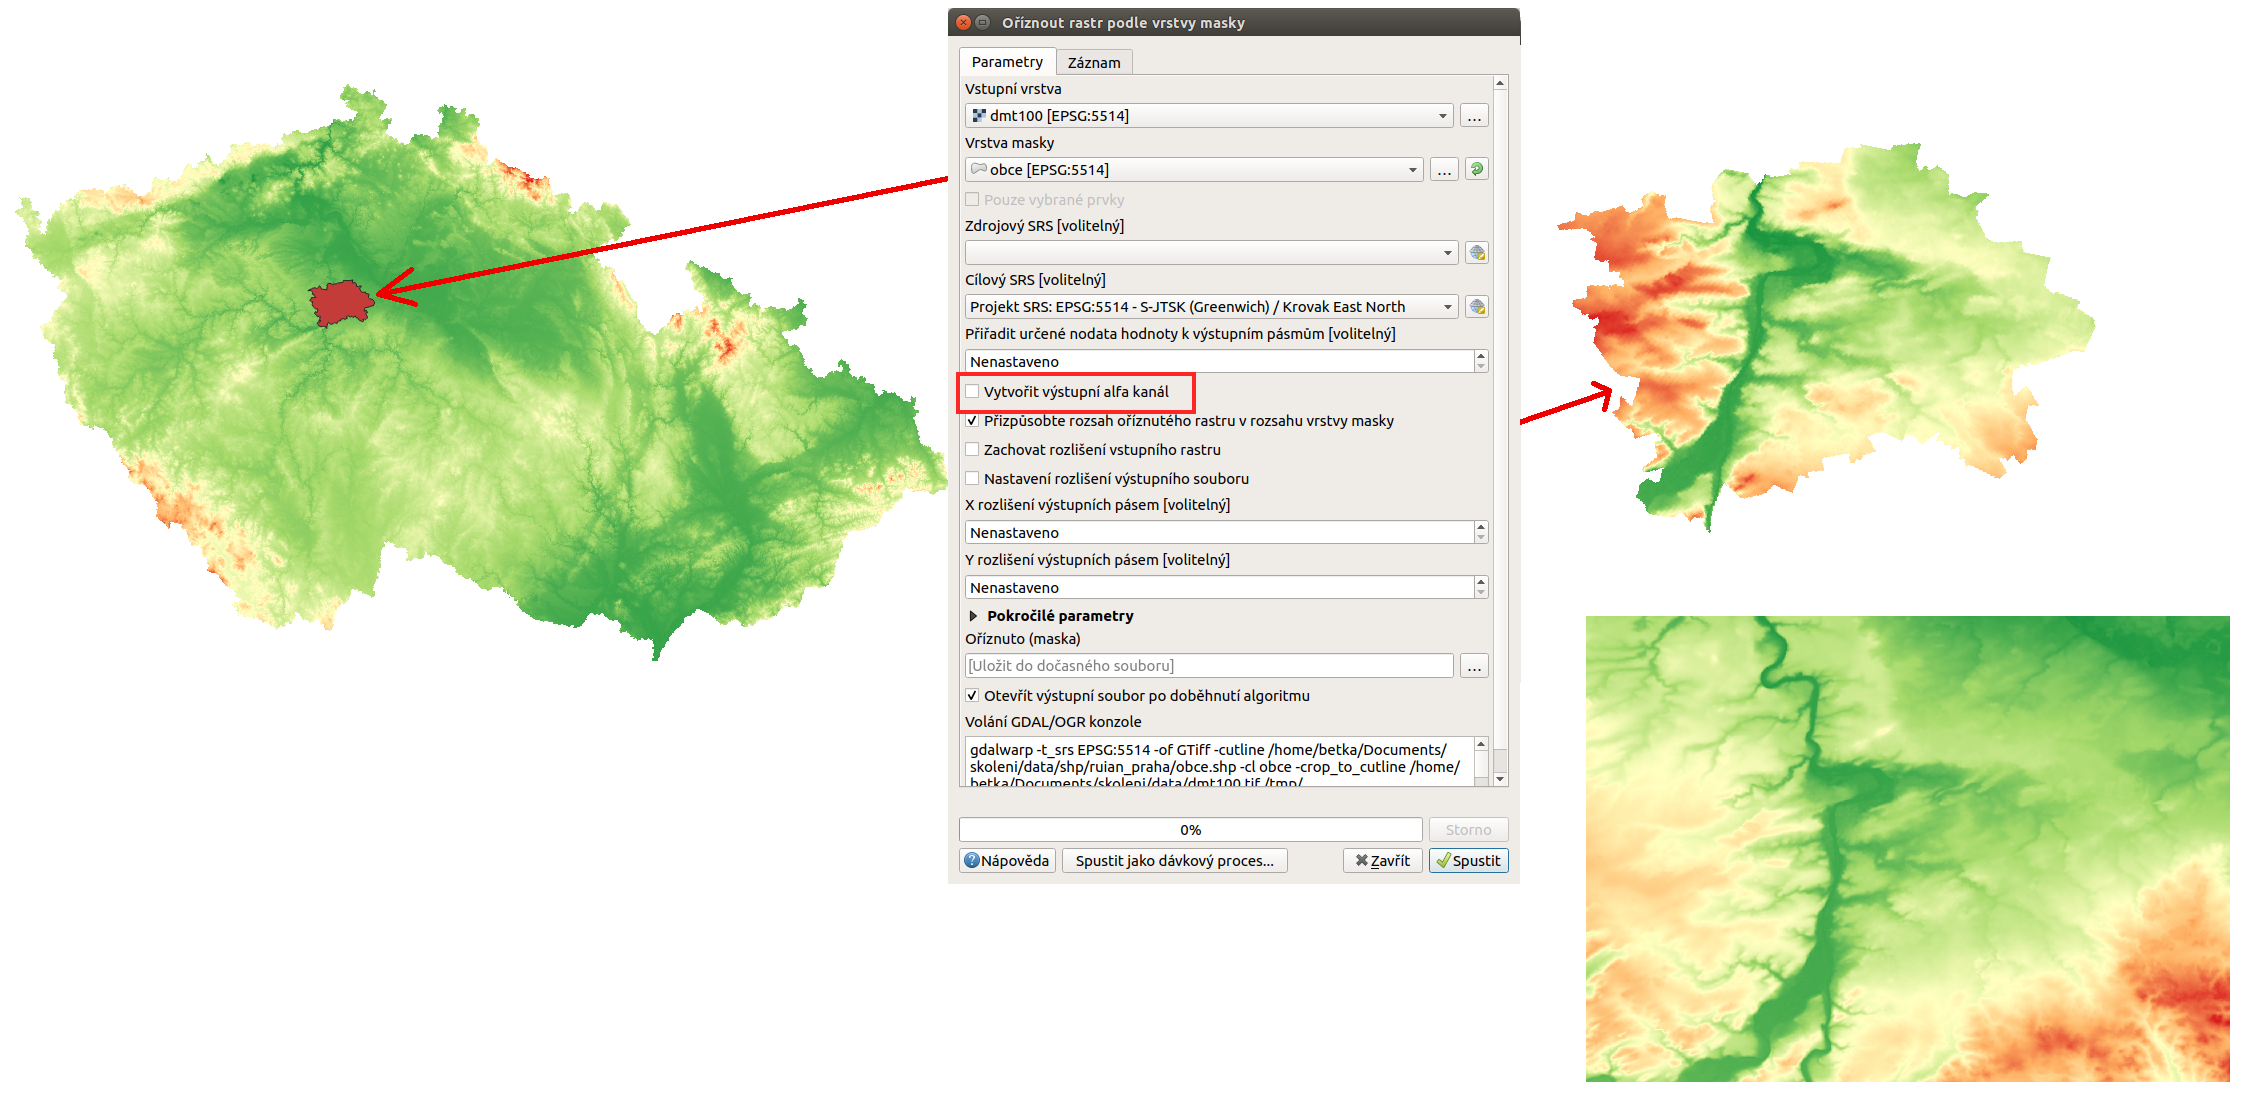 Oříznout rastr podle vrstvy masky
Parametry
Záznam
Vstupní vrstva
dmt100 [EPSG:5514]
...
Vrstva masky
obce [EPSG:5514]
...
Pouze vybrané prvky
Zdrojový SRS [volitelný]
Cílový SRS [volitelný]
Projekt SRS: EPSG:5514 - S-JTSK (Greenwich) / Krovak East North
Přiřadit určené nodata hodnoty k výstupním pásmům [volitelný]
Nenastaveno
Vytvořit výstupní alfa kanál
Přizpůsobte rozsah oříznutého rastru v rozsahu vrstvy masky
Zachovat rozlišení vstupního rastru
Nastavení rozlišení výstupního souboru
X rozlišení výstupních pásem [volitelný]
Nenastaveno
Y rozlišení výstupních pásem [volitelný]
Nenastaveno
Pokročilé parametry
Oříznuto (maska)
[Uložit do dočasného souboru]
...
Otevřít výstupní soubor po doběhnutí algoritmu
Volání GDAL/OGR konzole
gdalwarp -t_srs EPSG:5514 -of GTiff -cutline /home/betka/Documents/
skoleni/data/shp/ruian_praha/obce.shp -cl obce -crop_to_cutline /home/
betka/Documents/skoleni/data/dmt100.tif /tmp/
0%
Storno
Nápověda
Spustit jako dávkový proces...
Zavřít
Spustit